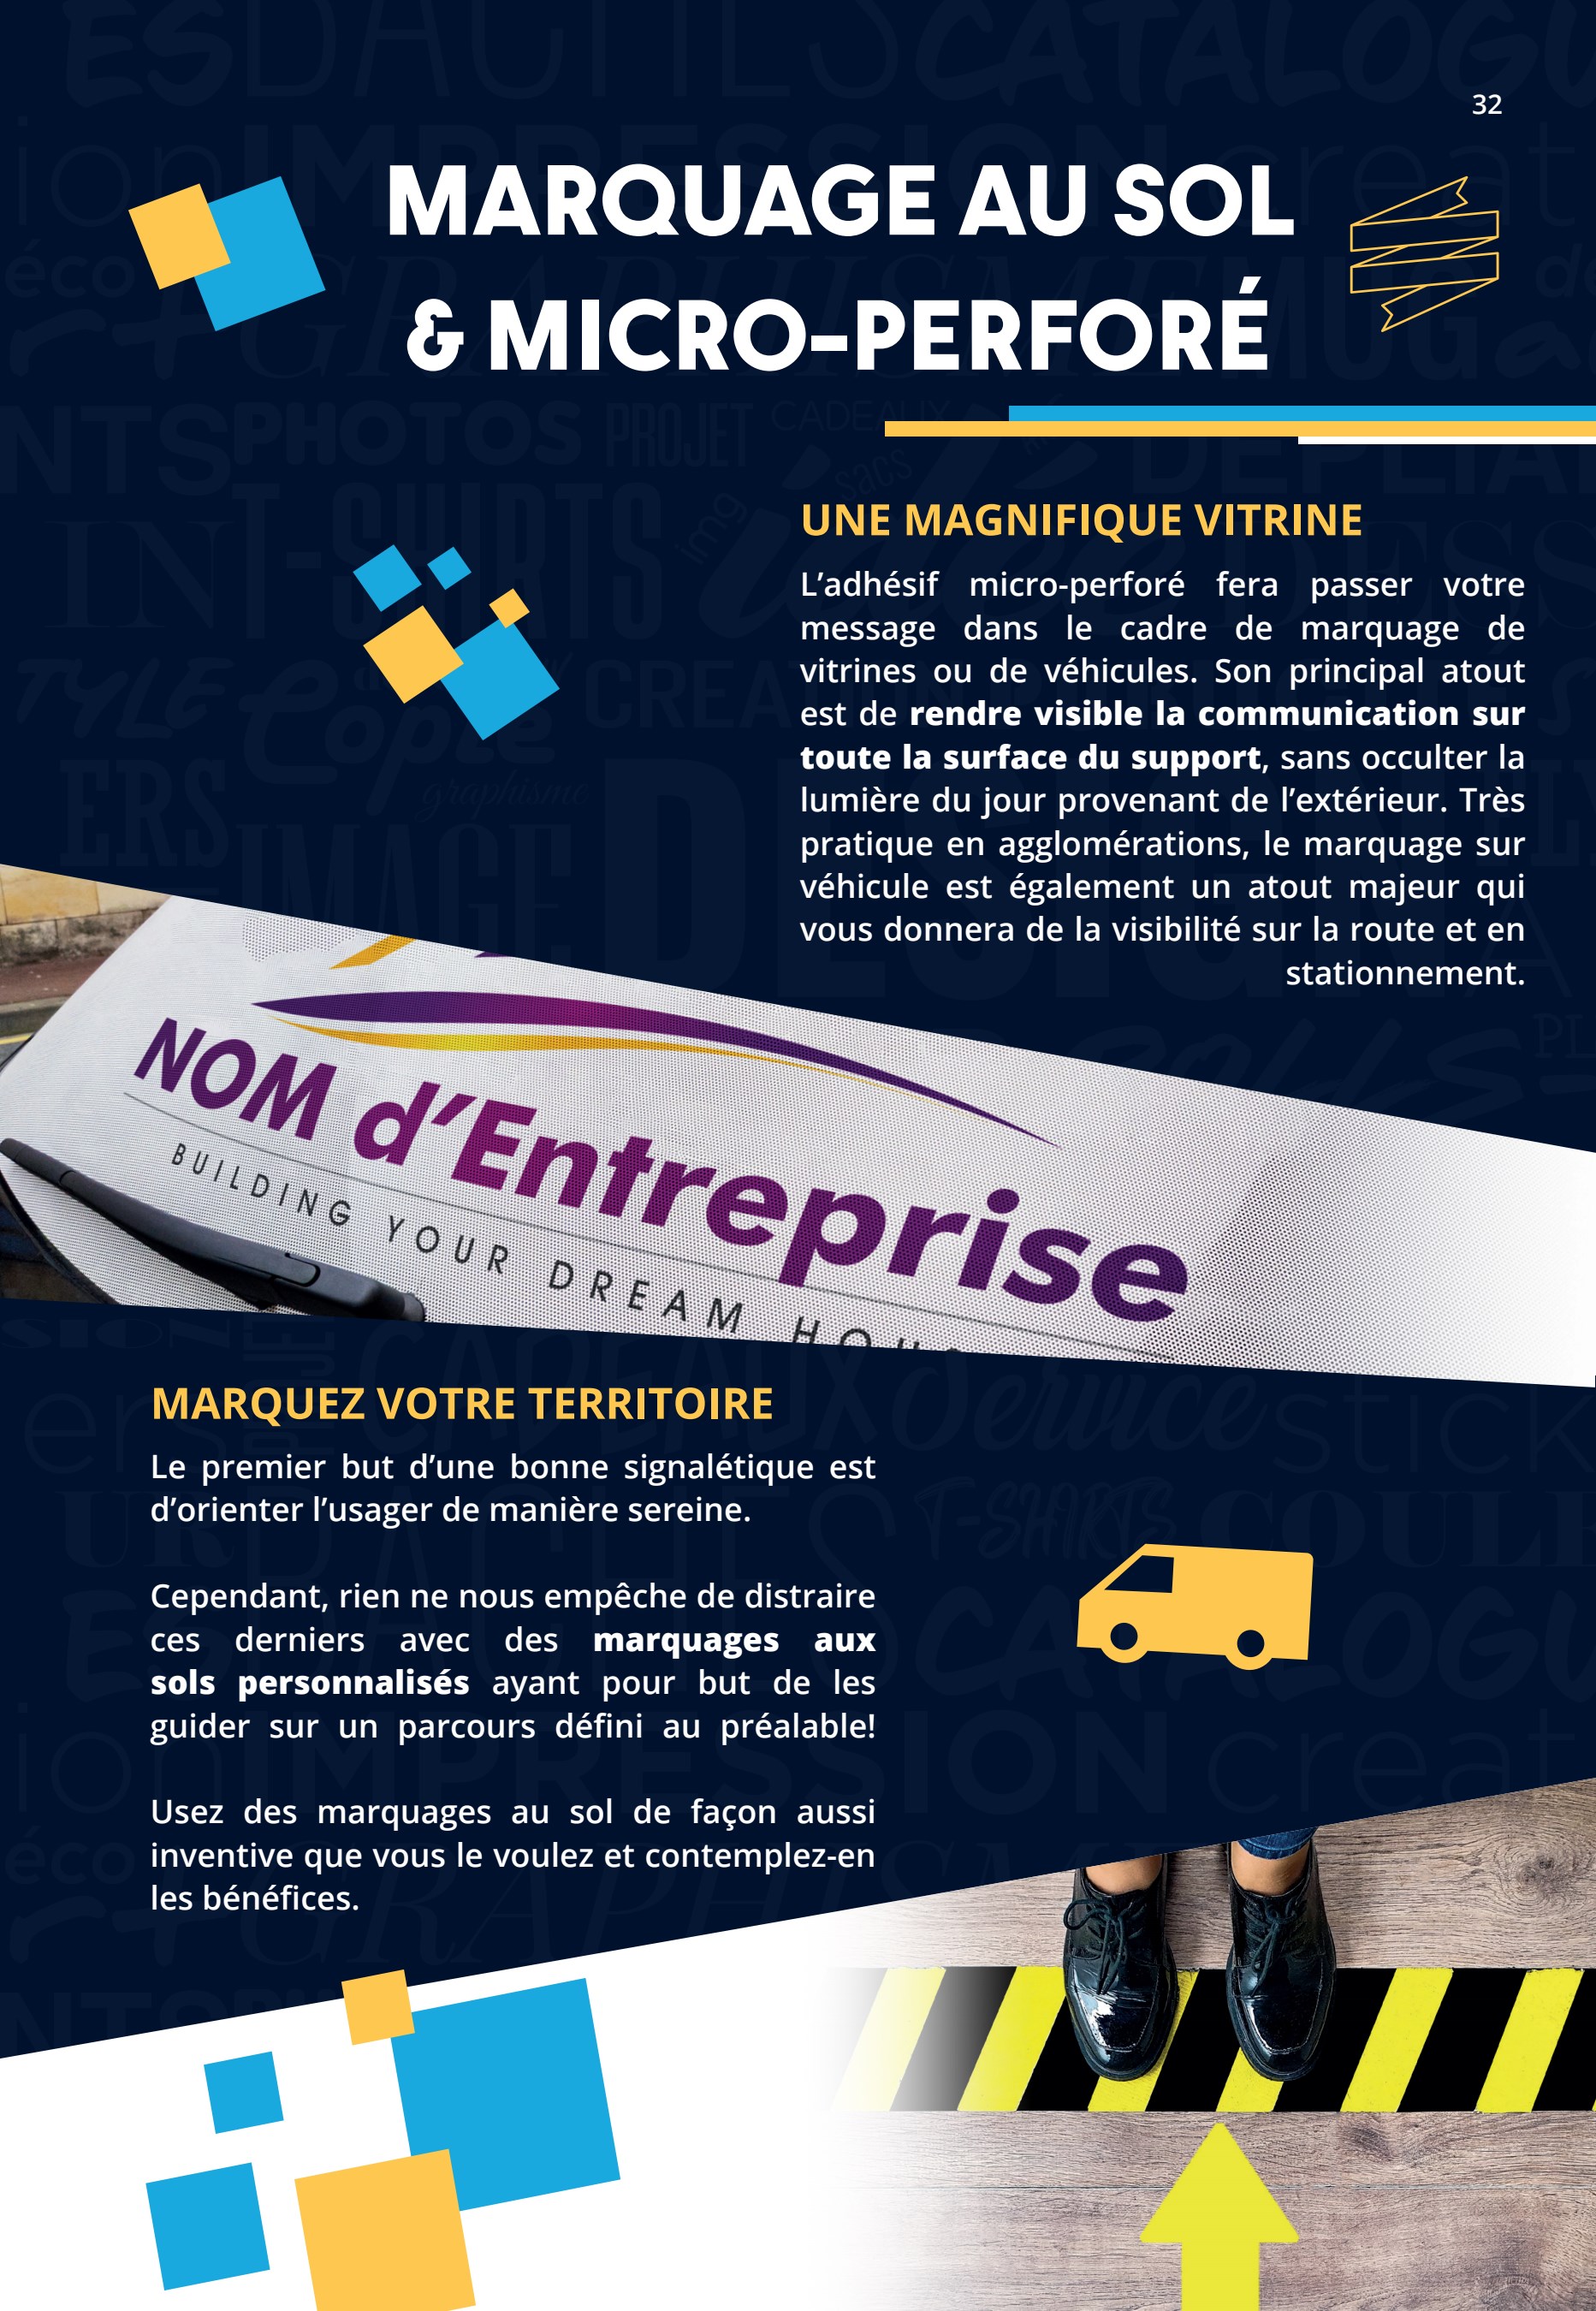 32
MARQUAGE AU SOL
& MICRO-PERFORÉ
UNE MAGNIFIQUE VITRINE
L’adhésif micro-perforé fera passer votre
message dans le cadre de marquage de
vitrines ou de véhicules. Son principal atout
est de rendre visible la communication sur
toute la surface du support, sans occulter la
lumière du jour provenant de l’extérieur. Très
pratique en agglomérations, le marquage sur
véhicule est également un atout majeur qui
vous donnera de la visibilité sur la route et en
stationnement.
NOM d’Entreprise
BUILDING YOUR DREAM
MARQUEZ VOTRE TERRITOIRE
Le premier but d’une bonne signalétique est
d’orienter l’usager de manière sereine.
Cependant, rien ne nous empêche de distraire
ces derniers avec des marquages aux
sols personnalisés ayant pour but de les
guider sur un parcours défini au préalable!
Usez des marquages au sol de façon aussi
inventive que vous le voulez et contemplez-en
les bénéfices.